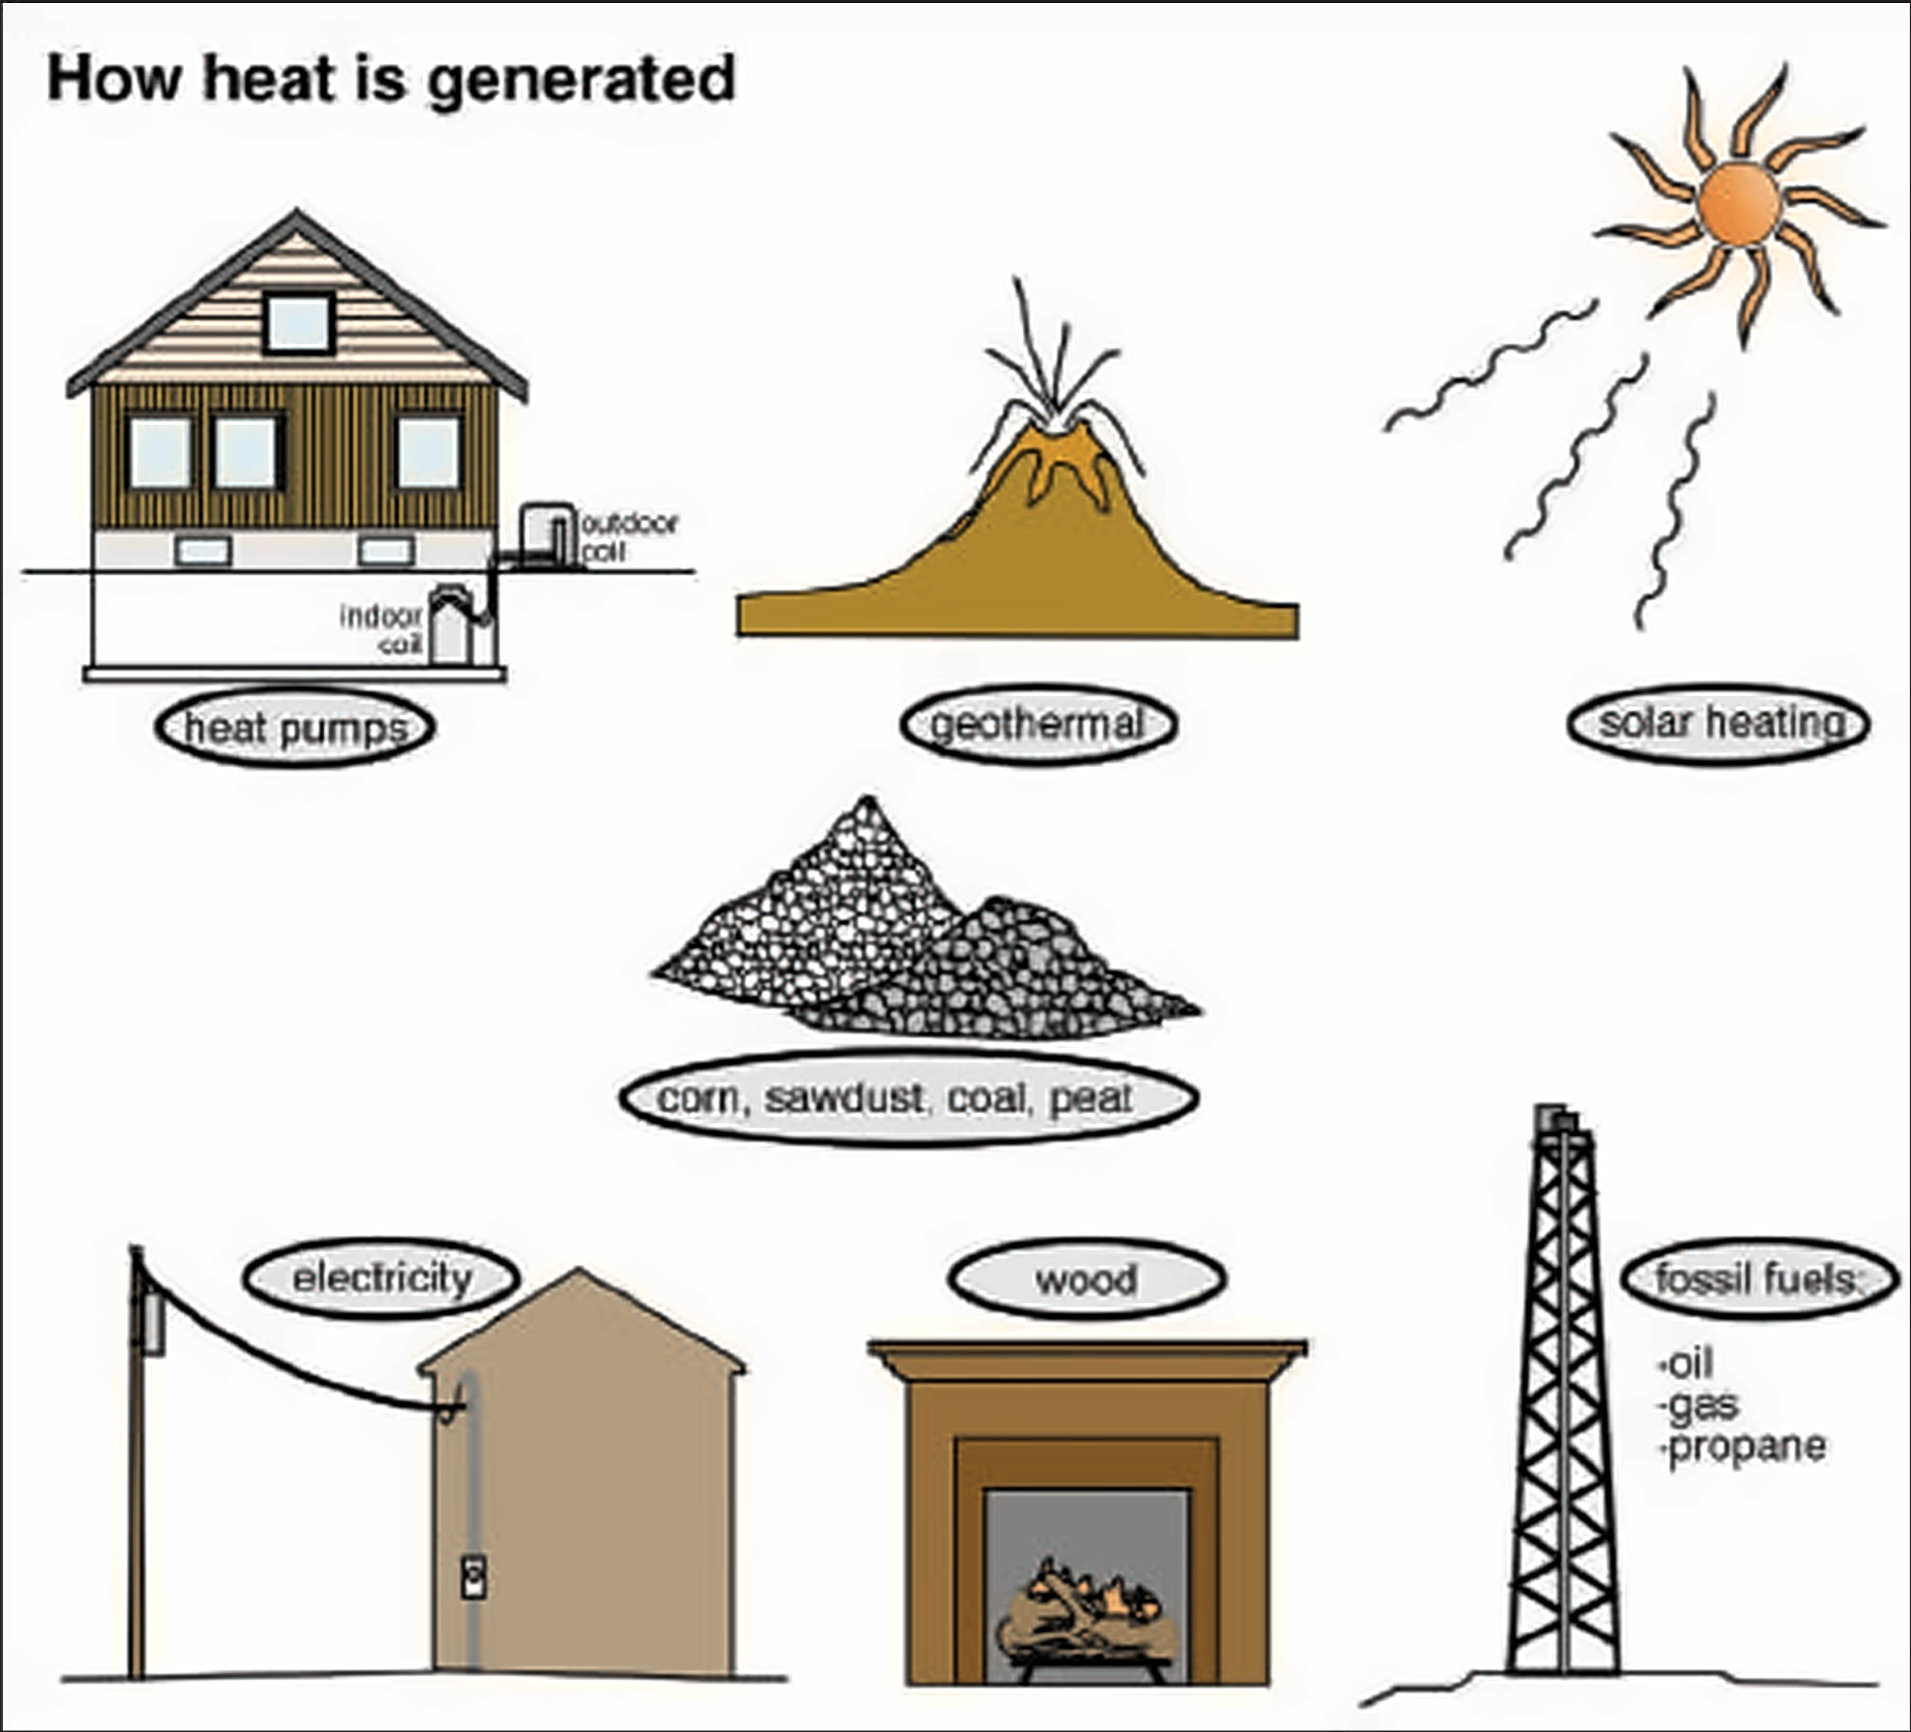 How heat is generated
outdoor
coil
indoor
coil
heat pumps
geothermal
solar heating
corn, sawdust, coal, peat
electricity
wood
fossil fuels:
·oil
·gas
·propane